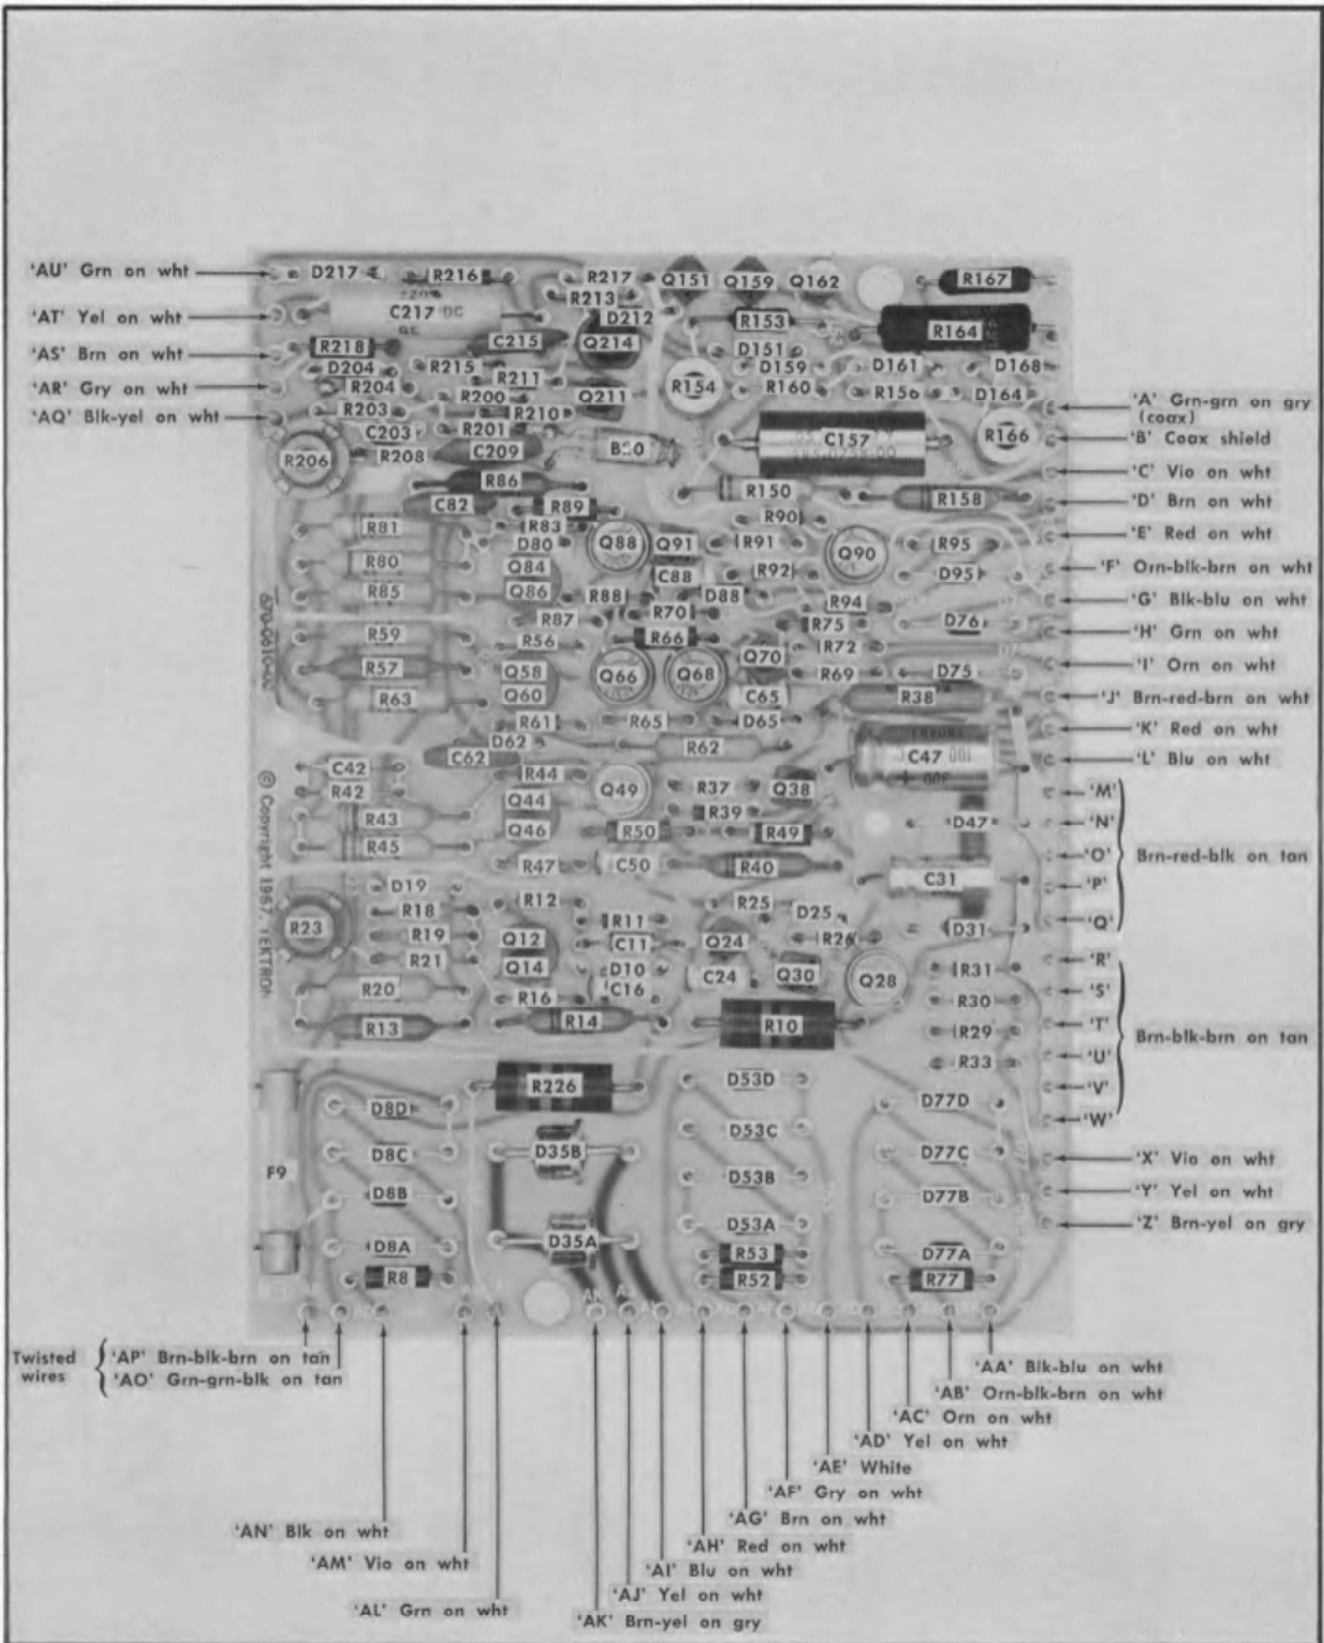 'AU' Grn on wht
'AT' Yel on wht
'AS' Brn on wht
'AR' Gry on wht
'AQ' Blk-yel on wht
D217 R216 R217 Q151 Q159 Q162 R167
R213
±20%
C217 DC D212 R153 R164
GE
R218 C215 Q214 D151
D204 R215 D159 D161 D168
R204 R211 R154 R160 R156 D164
R200 Q211
R203 R210
C203 R201 C157 R166
R206 R208 C209 B20
R86 R150 R158
C82 R89
R81 R83 R90
D80 Q88 Q91 R91 Q90 R95
R80 Q84 C88 R92 D95
R85 Q86 R88 D88
R70 R94
R87 R75 D76
R59 R56 R66 R72
R57 Q58 Q66 Q68 Q70 R69 D75
R63 Q60 C65 R38
R61 R65 D65
D62 R62
C62 C47
C42 R44 Q49 R37 Q38
R42 Q44 R39
R43 Q46 R50 R49 D47
R45 R47 C50 R40 C31
D19 R12 R25
R18 R11 D25
R23 R19 Q12 C11 Q24 R26 D31
R21 Q14 D10 Q30 R31
R20 R16 C16 C24 Q28 R30
R13 R14 R10 R29
R33
R226 D53D
D8D D77D
D8C D35B D53C D77C
F9 D8B D53B D77B
D8A D35A D53A D77A
R53
R8 R52 R77
670-0610-00
© Copyright 1967, TEKTRON
'A' Grn-grn on gry
(coax)
'B' Coax shield
'C' Vio on wht
'D' Brn on wht
'E' Red on wht
'F' Orn-blk-brn on wht
'G' Blk-blu on wht
'H' Grn on wht
'I' Orn on wht
'J' Brn-red-brn on wht
'K' Red on wht
'L' Blu on wht
'M'
'N'
'O' Brn-red-blk on tan
'P'
'Q'
'R'
'S'
'T' Brn-blk-brn on tan
'U'
'V'
'W'
'X' Vio on wht
'Y' Yel on wht
'Z' Brn-yel on gry
Twisted wires
'AP' Brn-blk-brn on tan
'AO' Grn-grn-blk on tan
'AA' Blk-blu on wht
'AB' Orn-blk-brn on wht
'AC' Orn on wht
'AD' Yel on wht
'AE' White
'AF' Gry on wht
'AG' Brn on wht
'AH' Red on wht
'AI' Blu on wht
'AJ' Yel on wht
'AK' Brn-yel on gry
'AL' Grn on wht
'AM' Vio on wht
'AN' Blk on wht